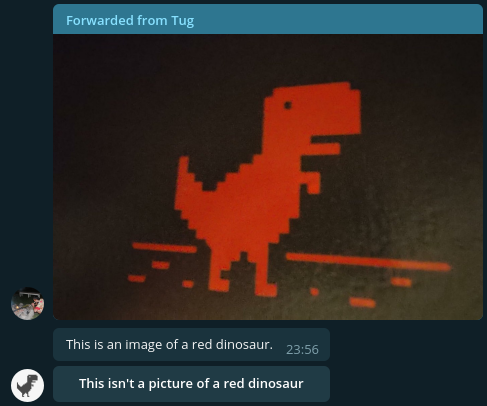 Forwarded from Tug
This is an image of a red dinosaur.
23:56
This isn't a picture of a red dinosaur